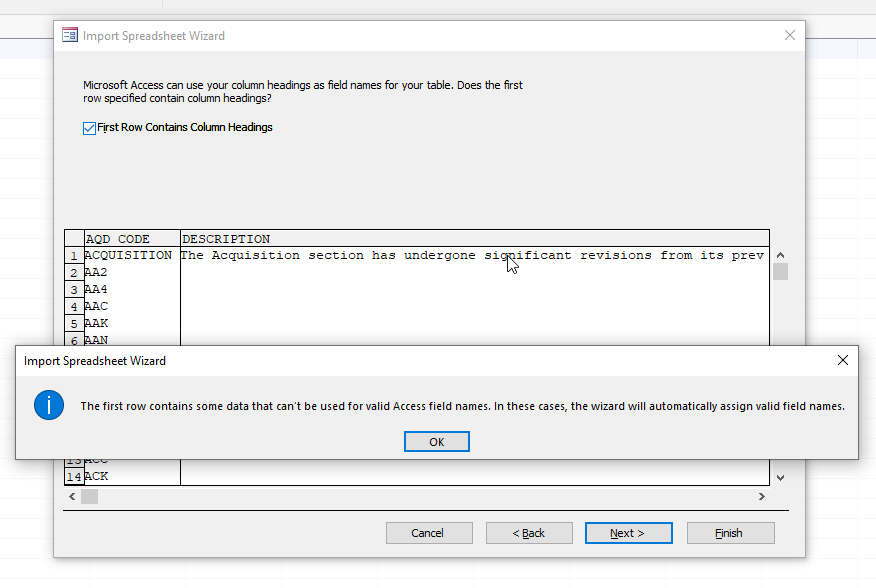 Import Spreadsheet Wizard
Microsoft Access can use your column headings as field names for your table. Does the first
row specified contain column headings?
First Row Contains Column Headings
AQD CODE DESCRIPTION
1 ACQUISITION The Acquisition section has undergone significant revisions from its prev
2 AA2
3 AA4
4 AAC
5 AAK
6 AAN
Import Spreadsheet Wizard
The first row contains some data that can't be used for valid Access field names. In these cases, the wizard will automatically assign valid field names.
OK
13 ACC
14 ACK
Cancel < Back Next > Finish